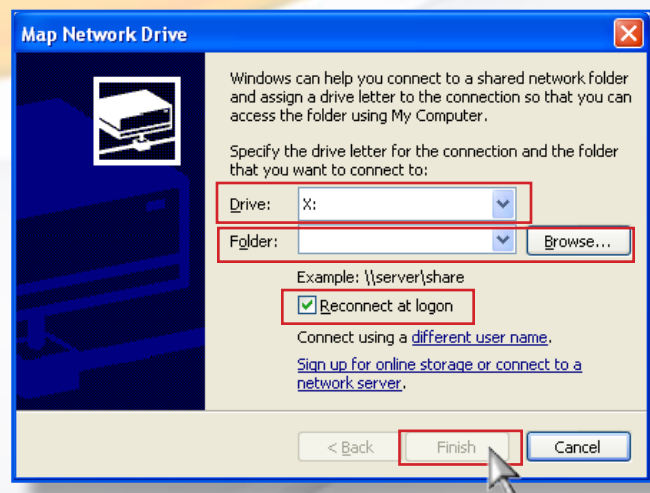 Map Network Drive
Windows can help you connect to a shared network folder
and assign a drive letter to the connection so that you can
access the folder using My Computer.
Specify the drive letter for the connection and the folder
that you want to connect to:
Drive: X:
Folder: Browse...
Example: \\server\share
Reconnect at logon
Connect using a different user name.
Sign up for online storage or connect to a
network server.
< Back Finish Cancel